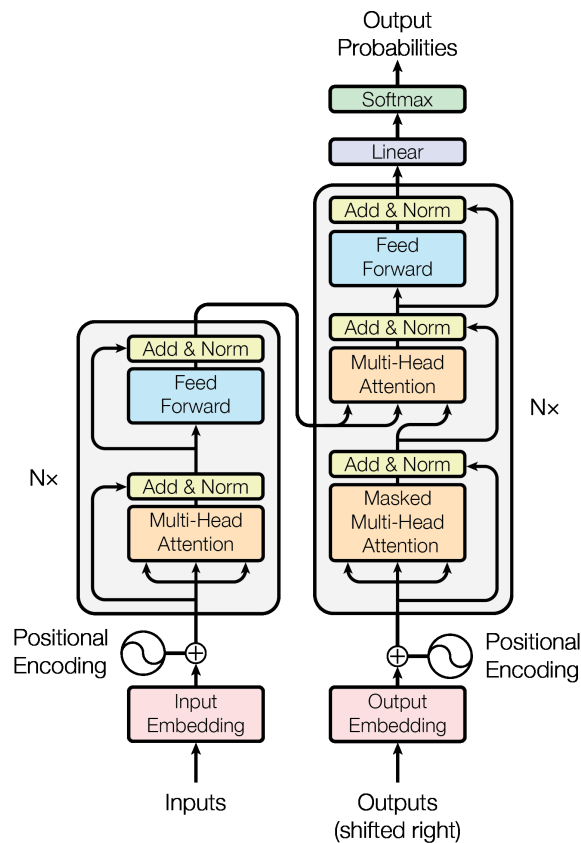 Output
Probabilities
Softmax
Linear
Add & Norm
Feed
Forward
Add & Norm
Multi-Head
Attention
Add & Norm
Masked
Multi-Head
Attention
N×
Add & Norm
Feed
Forward
Add & Norm
Multi-Head
Attention
N×
Positional
Encoding
Positional
Encoding
Input
Embedding
Output
Embedding
Inputs
Outputs
(shifted right)